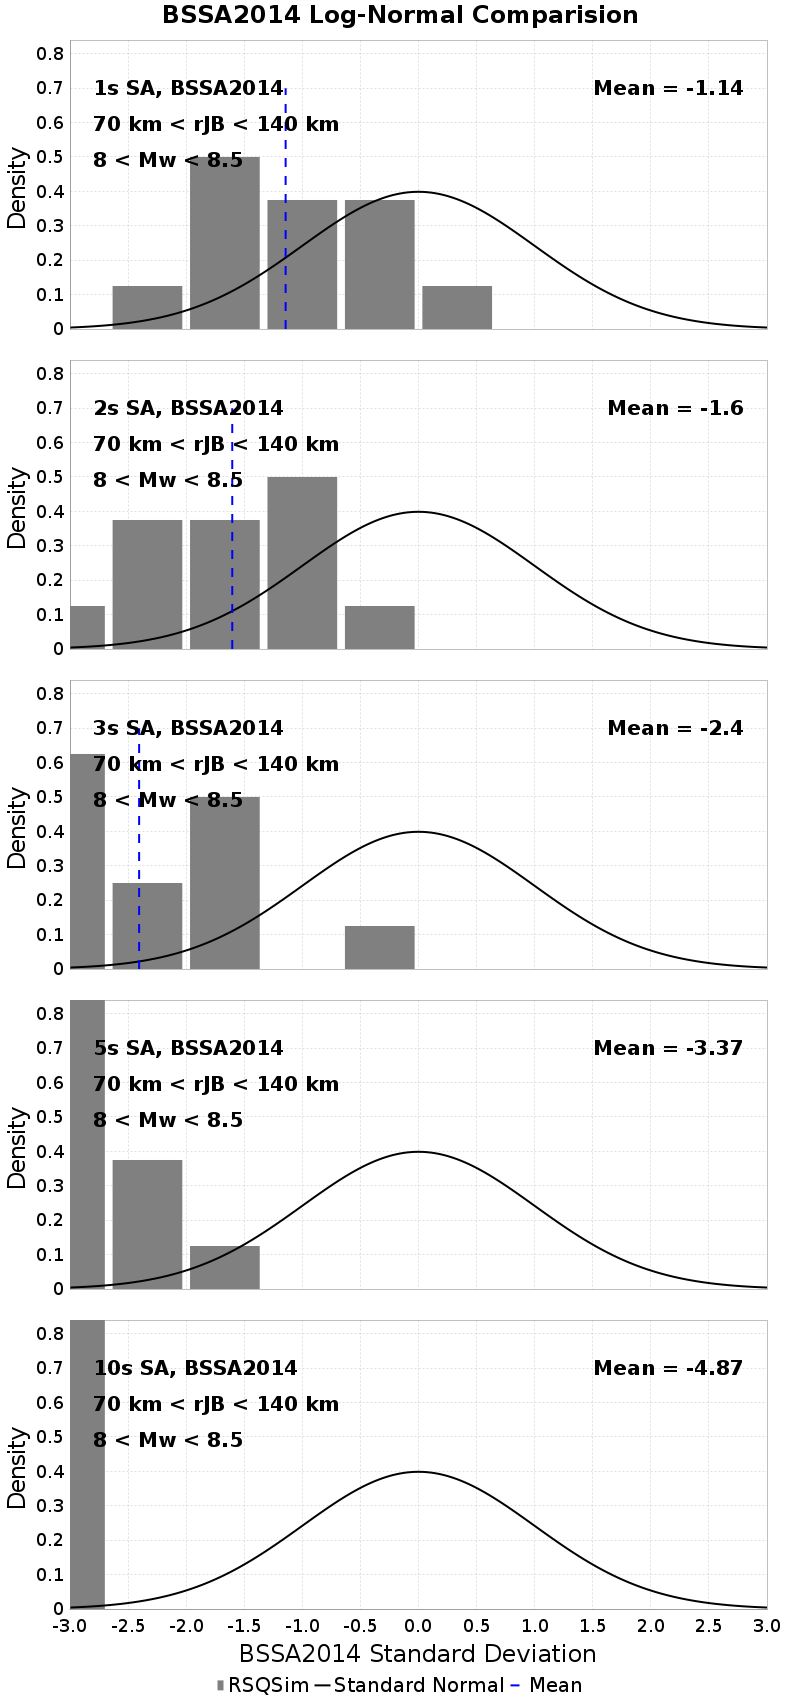 BSSA2014 Log-Normal Comparision
0.8
0.7
0.6
0.5
0.4
0.3
0.2
0.1
0
Density
1s SA, BSSA2014 Mean = -1.14
70 km < rJB < 140 km
8 < Mw < 8.5
0.8
0.7
0.6
0.5
0.4
0.3
0.2
0.1
0
Density
2s SA, BSSA2014 Mean = -1.6
70 km < rJB < 140 km
8 < Mw < 8.5
0.8
0.7
0.6
0.5
0.4
0.3
0.2
0.1
0
Density
3s SA, BSSA2014 Mean = -2.4
70 km < rJB < 140 km
8 < Mw < 8.5
0.8
0.7
0.6
0.5
0.4
0.3
0.2
0.1
0
Density
5s SA, BSSA2014 Mean = -3.37
70 km < rJB < 140 km
8 < Mw < 8.5
0.8
0.7
0.6
0.5
0.4
0.3
0.2
0.1
0
Density
10s SA, BSSA2014 Mean = -4.87
70 km < rJB < 140 km
8 < Mw < 8.5
-3.0 -2.5 -2.0 -1.5 -1.0 -0.5 0.0 0.5 1.0 1.5 2.0 2.5 3.0
BSSA2014 Standard Deviation
RSQSim Standard Normal Mean